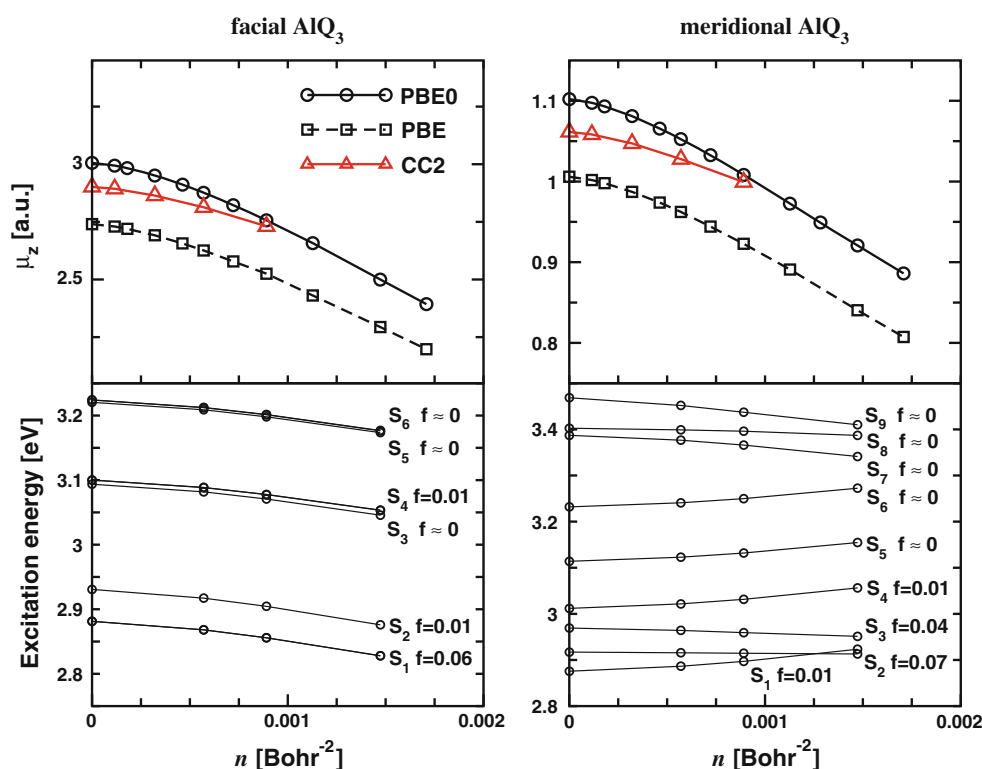 facial AlQ3
meridional AlQ3
PBE0
PBE
CC2
3
2.5
μz [a.u.]
1.1
1
0.9
0.8
3.2
3.1
3
2.9
2.8
Excitation energy [eV]
S6 f ≈ 0
S5 f ≈ 0
S4 f=0.01
S3 f ≈ 0
S2 f=0.01
S1 f=0.06
0
0.001
0.002
n [Bohr-2]
3.4
3.2
3
2.8
S9 f ≈ 0
S8 f ≈ 0
S7 f ≈ 0
S6 f ≈ 0
S5 f ≈ 0
S4 f=0.01
S3 f=0.04
S2 f=0.07
S1 f=0.01
0
0.001
0.002
n [Bohr-2]